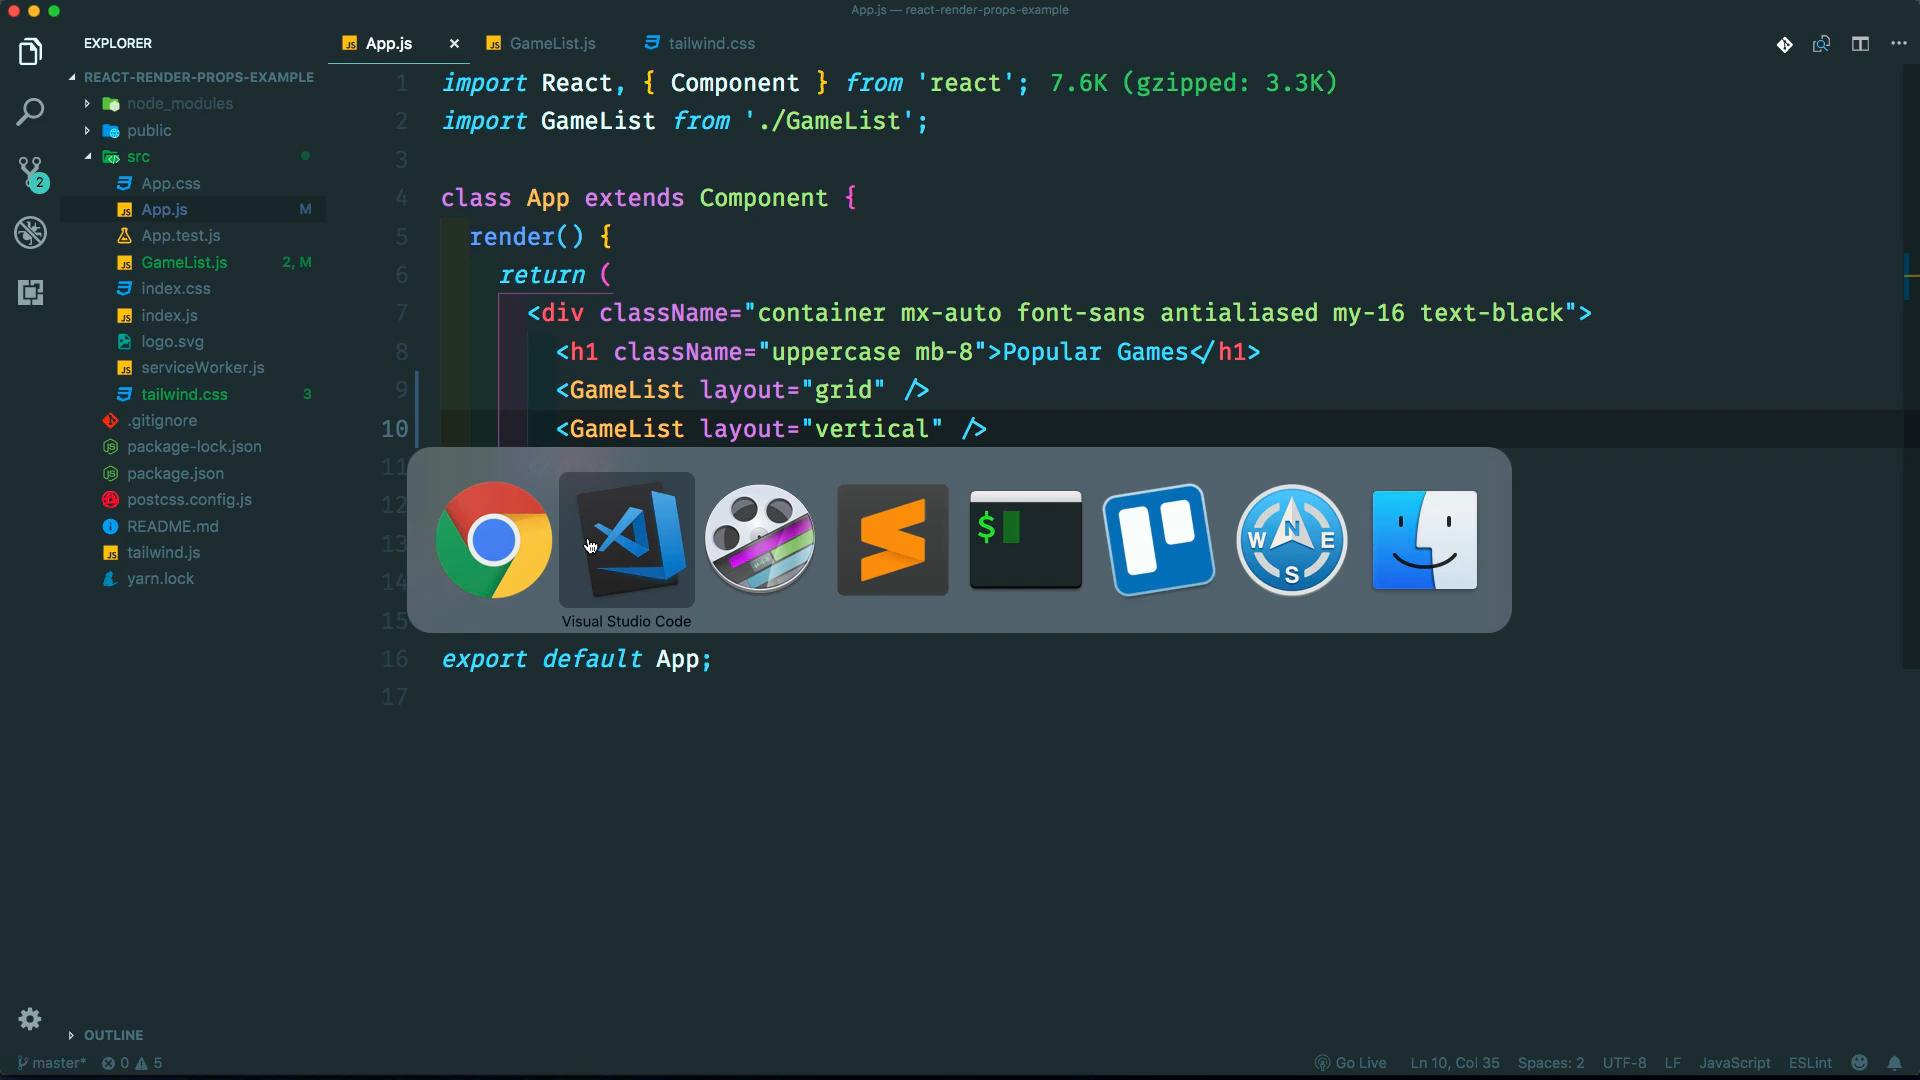 App.js — react-render-props-example
EXPLORER
App.js ×
GameList.js
tailwind.css
REACT-RENDER-PROPS-EXAMPLE
node_modules
public
src
App.css
App.js M
App.test.js
GameList.js 2, M
index.css
index.js
logo.svg
serviceWorker.js
tailwind.css 3
.gitignore
package-lock.json
package.json
postcss.config.js
README.md
tailwind.js
yarn.lock
2
1 import React, { Component } from 'react'; 7.6K (gzipped: 3.3K)
2 import GameList from './GameList';
3
4 class App extends Component {
5 render() {
6 return (
7 <div className="container mx-auto font-sans antialiased my-16 text-black">
8 <h1 className="uppercase mb-8">Popular Games</h1>
9 <GameList layout="grid" />
10 <GameList layout="vertical" />
11
12
13
14
15
$
N
W E
S
Visual Studio Code
16 export default App;
17
OUTLINE
master* 0 5
Go Live Ln 10, Col 35 Spaces: 2 UTF-8 LF JavaScript ESLint